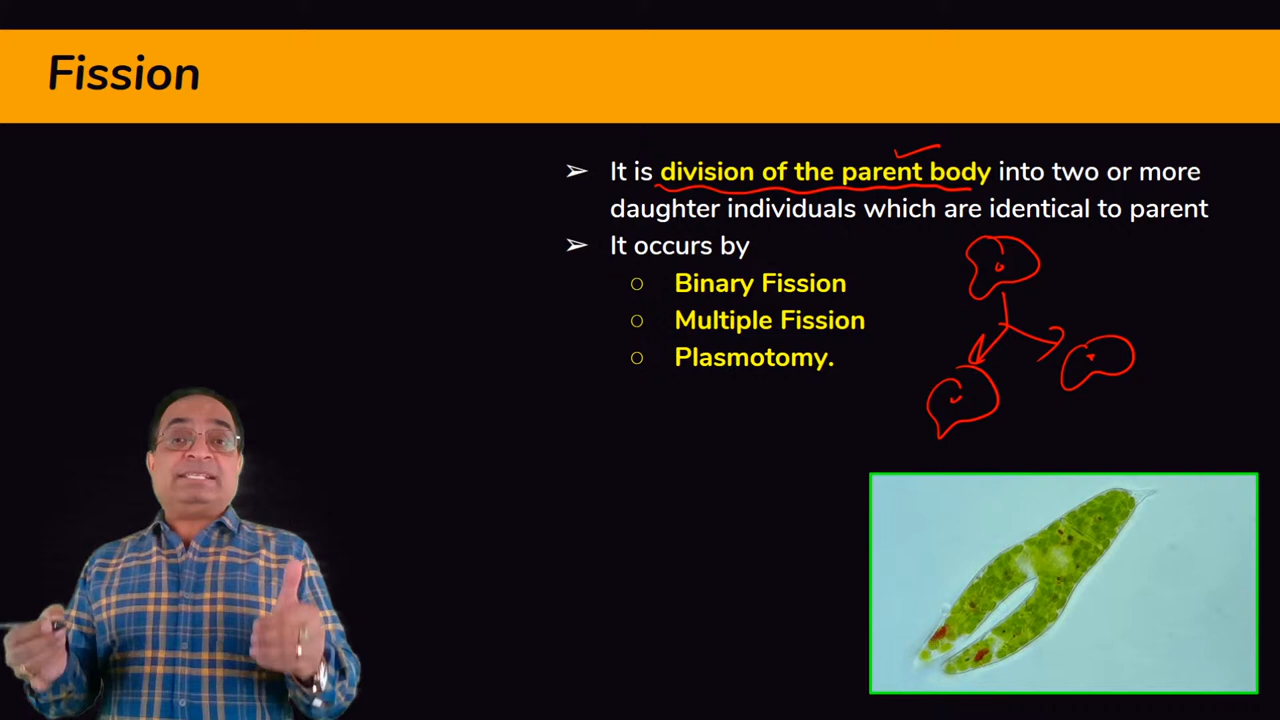 Fission
➢ It is division of the parent body into two or more
daughter individuals which are identical to parent
➢ It occurs by
○ Binary Fission
○ Multiple Fission
○ Plasmotomy.